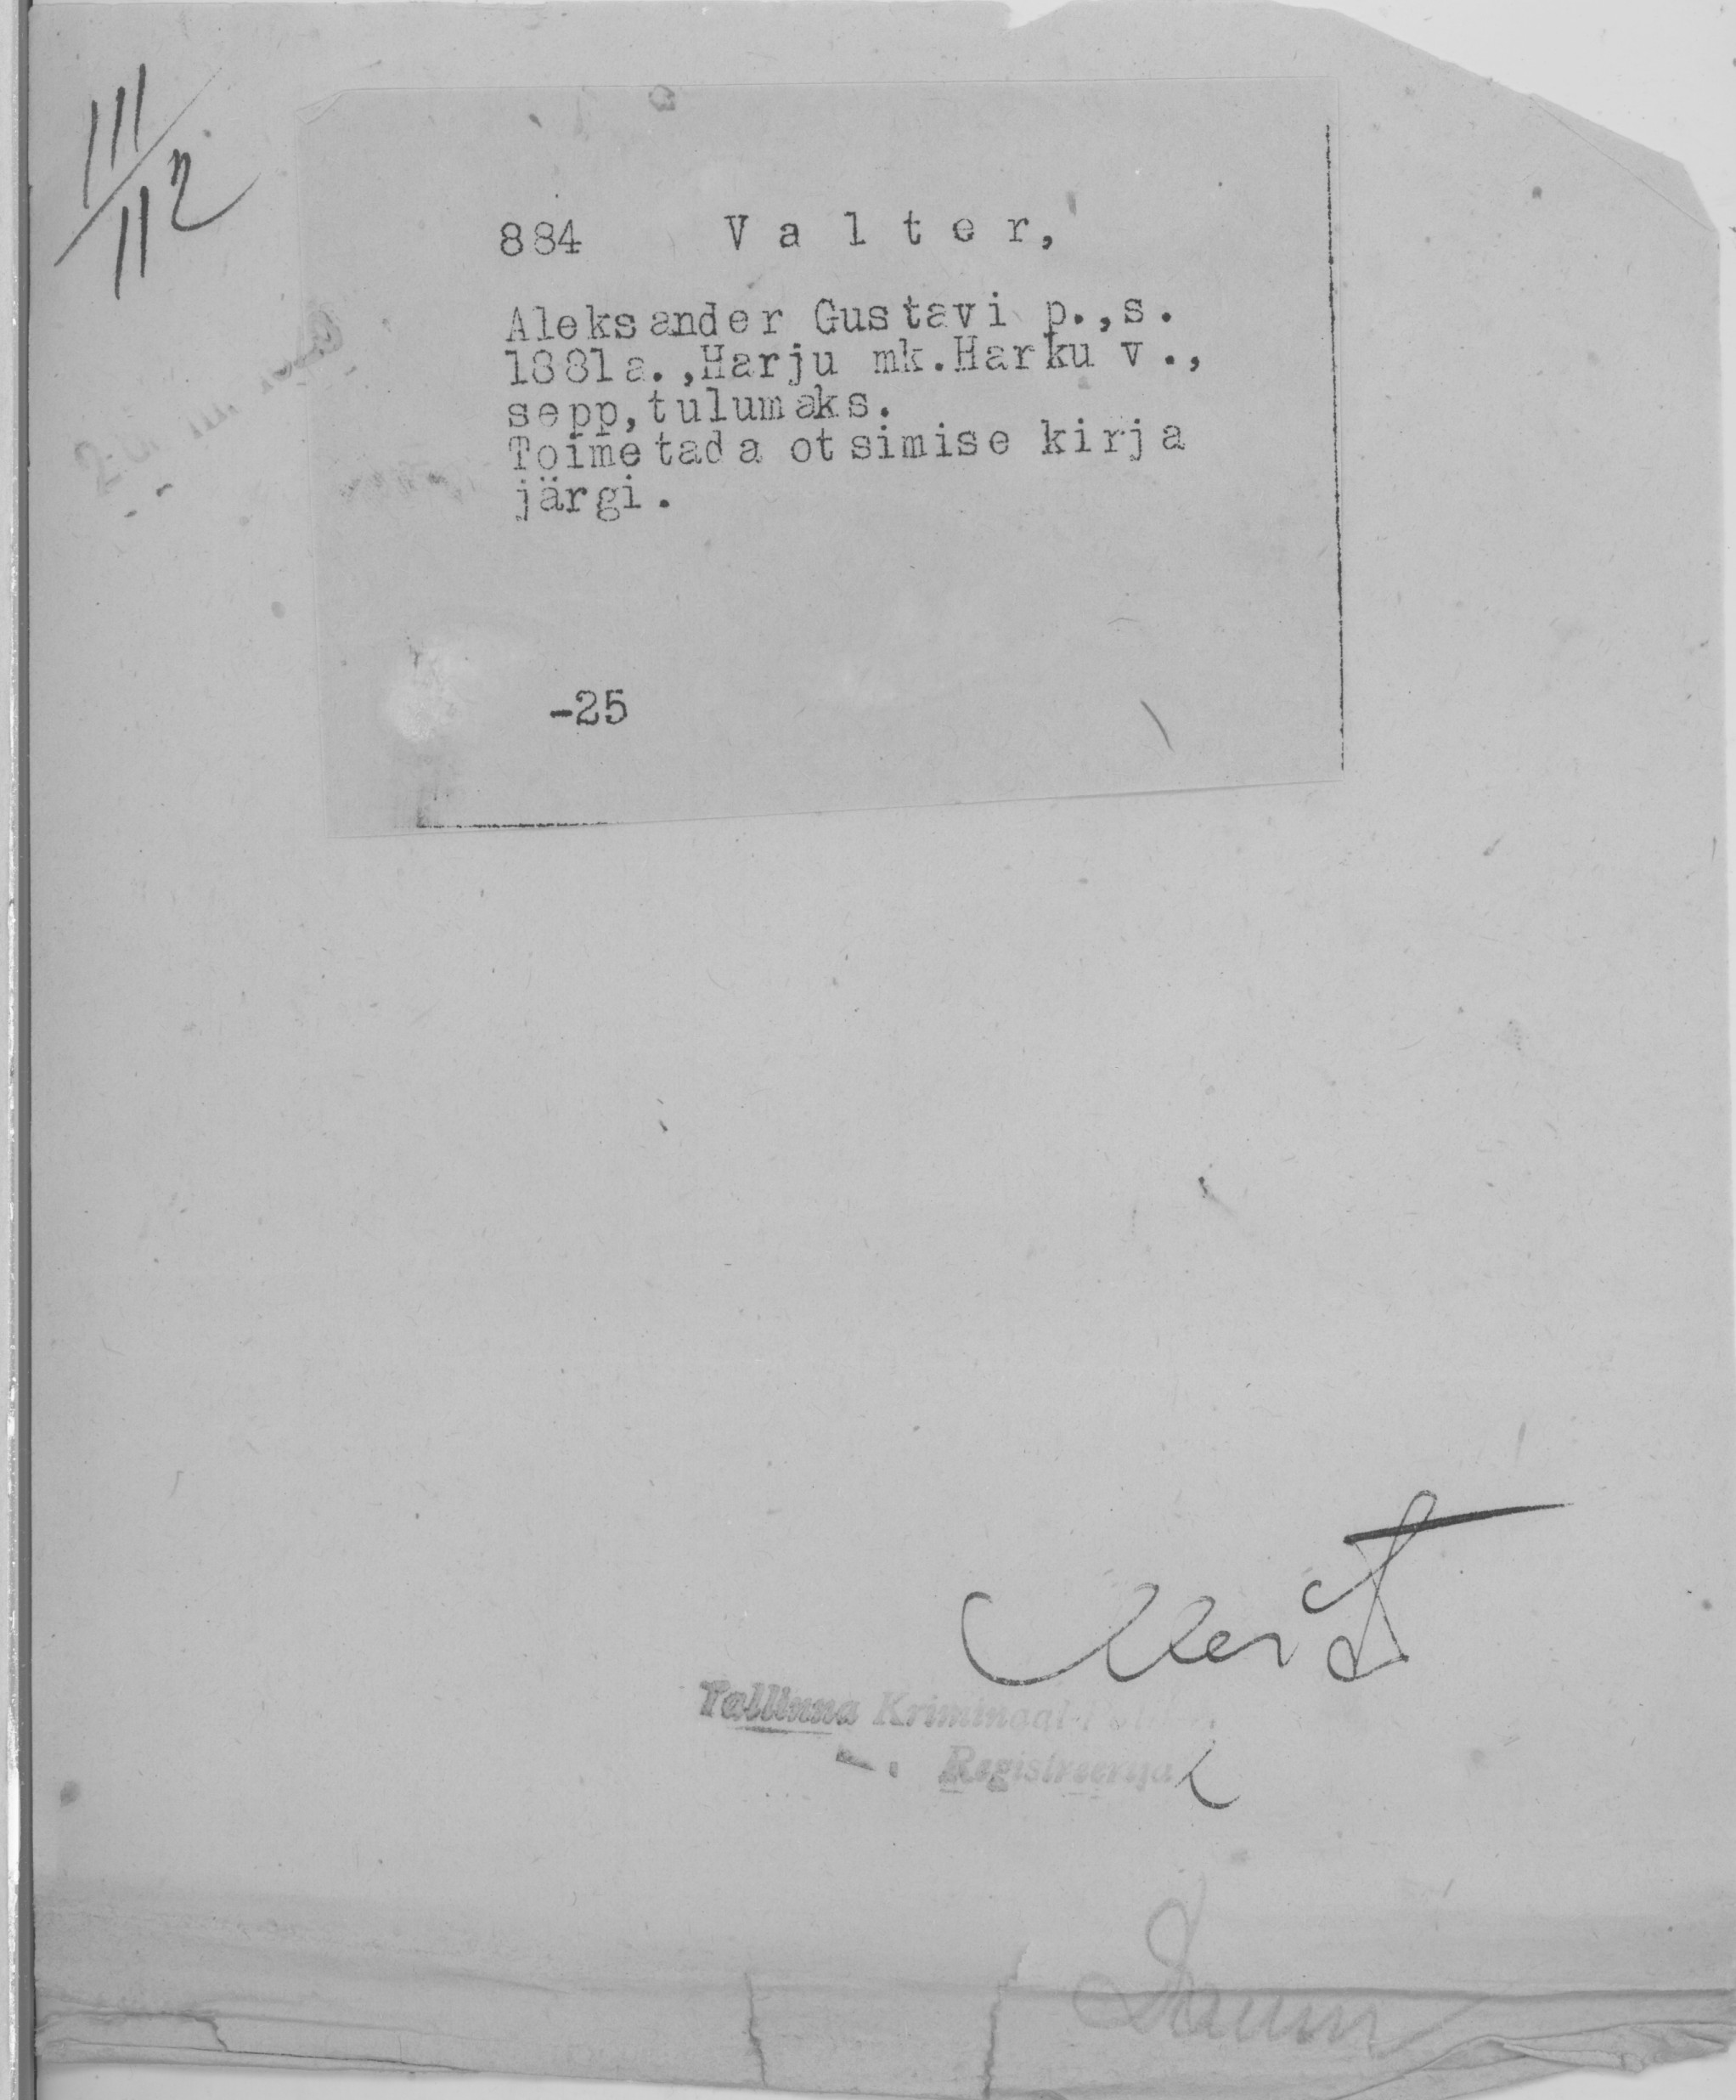 III/112
884 Valter,
Aleksander Gustavi p.,s.
1881a.,Harju mk.Harku v.,
sepp,tulumaks.
Toimetada otsimise kirja
järgi.
-25
Tallinna Kriminaal-
Registreerija